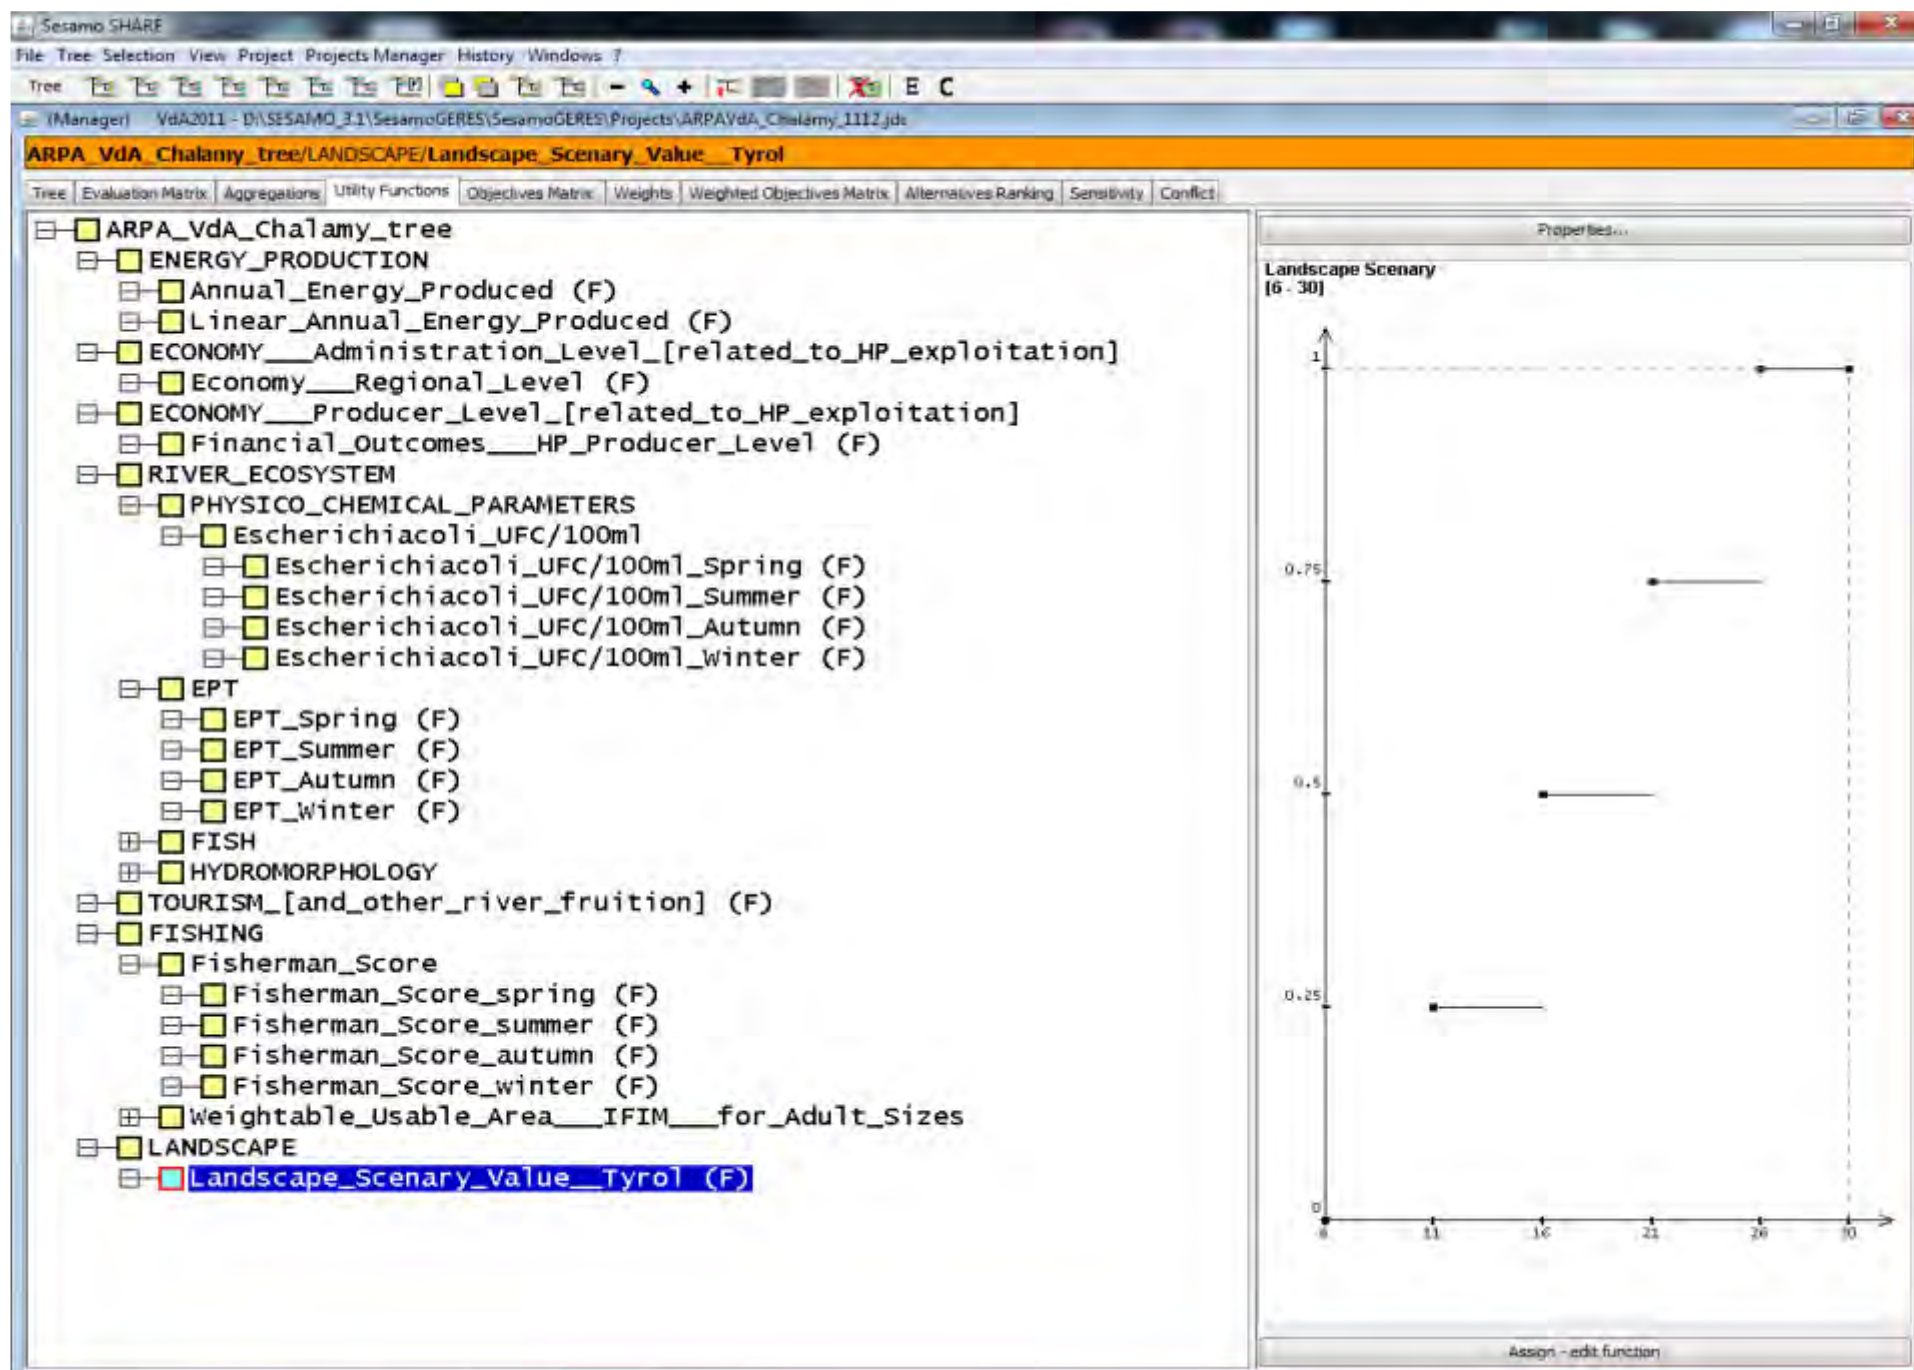 Sesamo SHARE
File Tree Selection View Project Projects Manager History Windows ?
Tree E C
(Manager) VdA2011 - D:\SESAMO_3.1\SesamoGERES\SesamoGERES\Projects\ARPAVdA_Chalamy_1112.jdc
ARPA_VdA_Chalamy_tree/LANDSCAPE/Landscape_Scenary_Value__Tyrol
Tree Evaluation Matrix Aggregations Utility Functions Objectives Matrix Weights Weighted Objectives Matrix Alternatives Ranking Sensitivity Conflict
ARPA_VdA_Chalamy_tree
ENERGY_PRODUCTION
Annual_Energy_Produced (F)
Linear_Annual_Energy_Produced (F)
ECONOMY___Administration_Level_[related_to_HP_exploitation]
Economy___Regional_Level (F)
ECONOMY___Producer_Level_[related_to_HP_exploitation]
Financial_Outcomes___HP_Producer_Level (F)
RIVER_ECOSYSTEM
PHYSICO_CHEMICAL_PARAMETERS
Escherichiacoli_UFC/100ml
Escherichiacoli_UFC/100ml_Spring (F)
Escherichiacoli_UFC/100ml_Summer (F)
Escherichiacoli_UFC/100ml_Autumn (F)
Escherichiacoli_UFC/100ml_Winter (F)
EPT
EPT_Spring (F)
EPT_Summer (F)
EPT_Autumn (F)
EPT_Winter (F)
FISH
HYDROMORPHOLOGY
TOURISM_[and_other_river_fruition] (F)
FISHING
Fisherman_Score
Fisherman_Score_spring (F)
Fisherman_Score_summer (F)
Fisherman_Score_autumn (F)
Fisherman_Score_winter (F)
Weightable_Usable_Area___IFIM___for_Adult_Sizes
LANDSCAPE
Landscape_Scenary_Value__Tyrol (F)
Properties...
Landscape Scenary
[6 - 30]
1
0.75
0.5
0.25
0
6 11 16 21 26 30
Assign - edit function